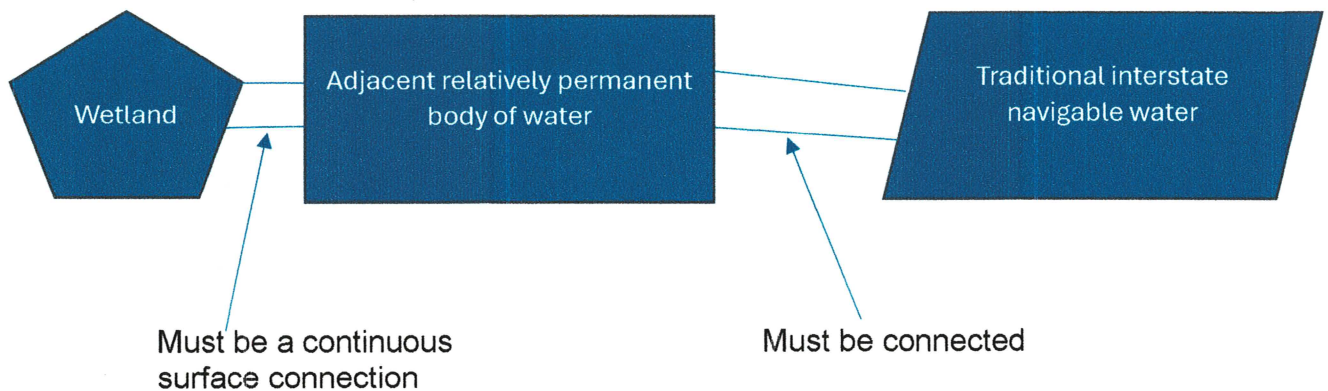 Wetland
Adjacent relatively permanent
body of water
Traditional interstate
navigable water
Must be a continuous
surface connection
Must be connected